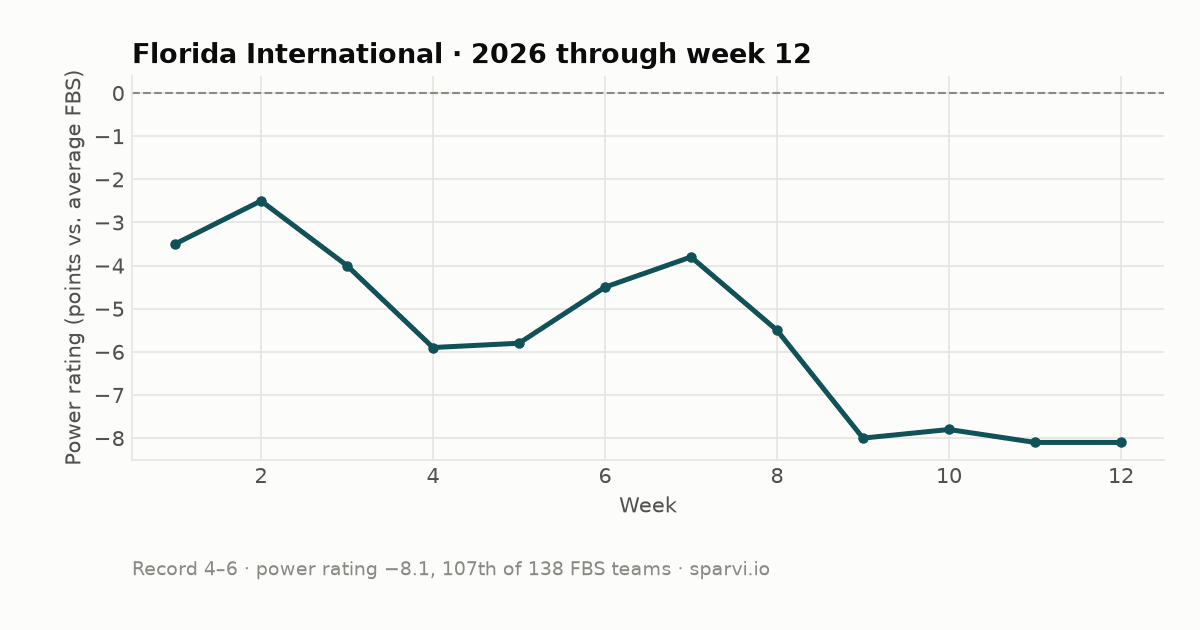 Florida International · 2026 through week 12
Power rating (points vs. average FBS)
0
−1
−2
−3
−4
−5
−6
−7
−8
2 4 6 8 10 12
Week
Record 4–6 · power rating −8.1, 107th of 138 FBS teams · sparvi.io